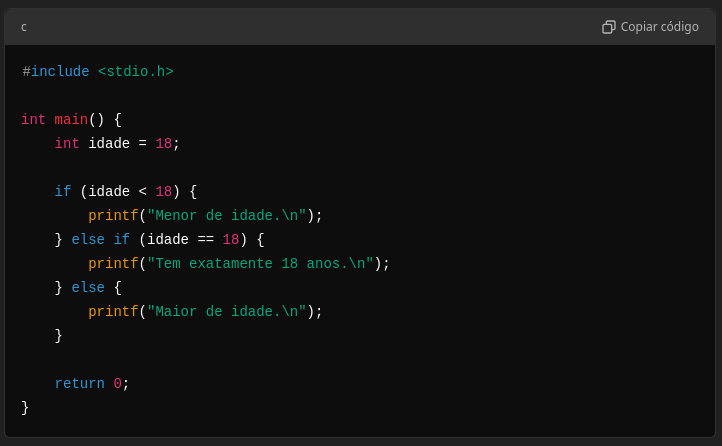 c
Copiar código
#include <stdio.h>
int main() {
    int idade = 18;
    if (idade < 18) {
        printf("Menor de idade.\n");
    } else if (idade == 18) {
        printf("Tem exatamente 18 anos.\n");
    } else {
        printf("Maior de idade.\n");
    }
    return 0;
}